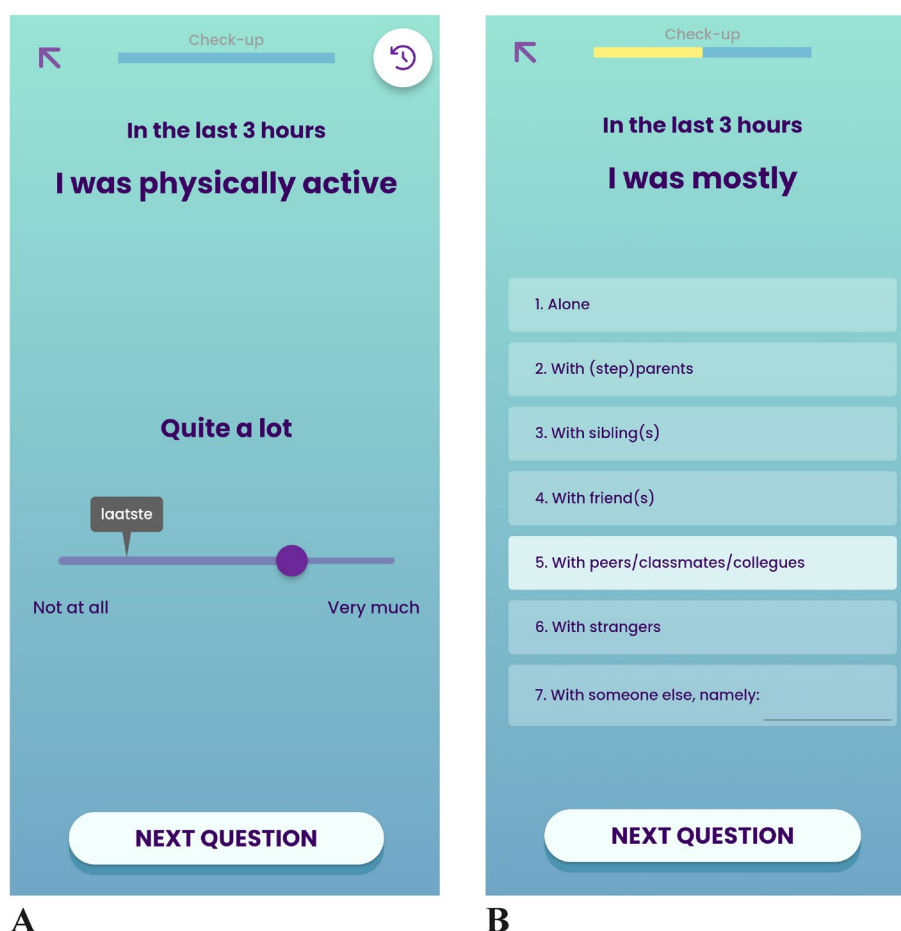 Check-up
In the last 3 hours
I was physically active
Quite a lot
laatste
Not at all
Very much
NEXT QUESTION
A
Check-up
In the last 3 hours
I was mostly
1. Alone
2. With (step)parents
3. With sibling(s)
4. With friend(s)
5. With peers/classmates/collegues
6. With strangers
7. With someone else, namely:
NEXT QUESTION
B